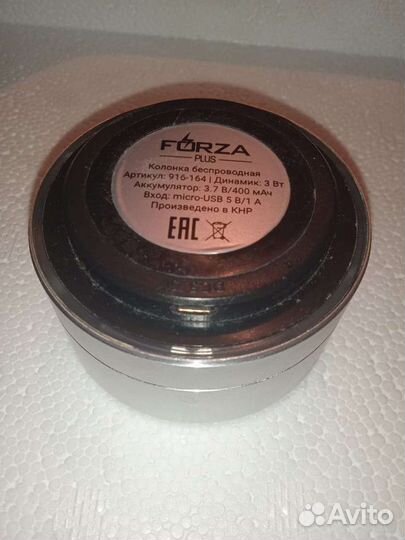 FORZA
PLUS
Колонка беспроводная
Артикул: 916-164 | Динамик: 3 Вт
Аккумулятор: 3.7 В/400 мАч
Вход: micro-USB 5 В/1 А
Произведено в КНР
EAC
Avito